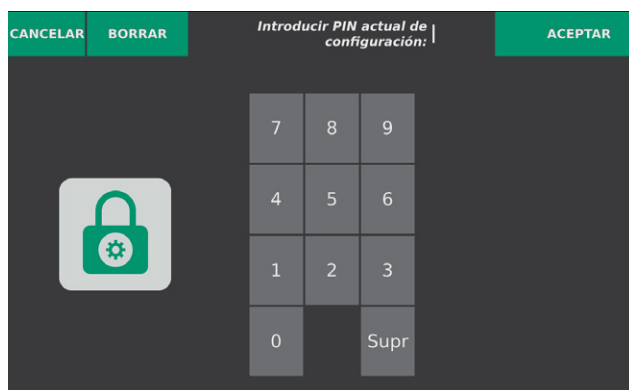 CANCELAR
BORRAR
Introducir PIN actual de
configuración:
ACEPTAR
7 8 9
4 5 6
1 2 3
0 Supr